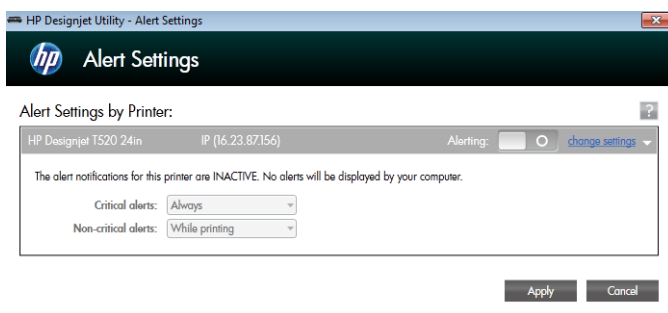 HP Designjet Utility - Alert Settings
hp Alert Settings
Alert Settings by Printer: ?
HP Designjet T520 24in IP (16.23.87.156) Alerting: O change settings
The alert notifications for this printer are INACTIVE. No alerts will be displayed by your computer.
Critical alerts: Always
Non-critical alerts: While printing
Apply Cancel